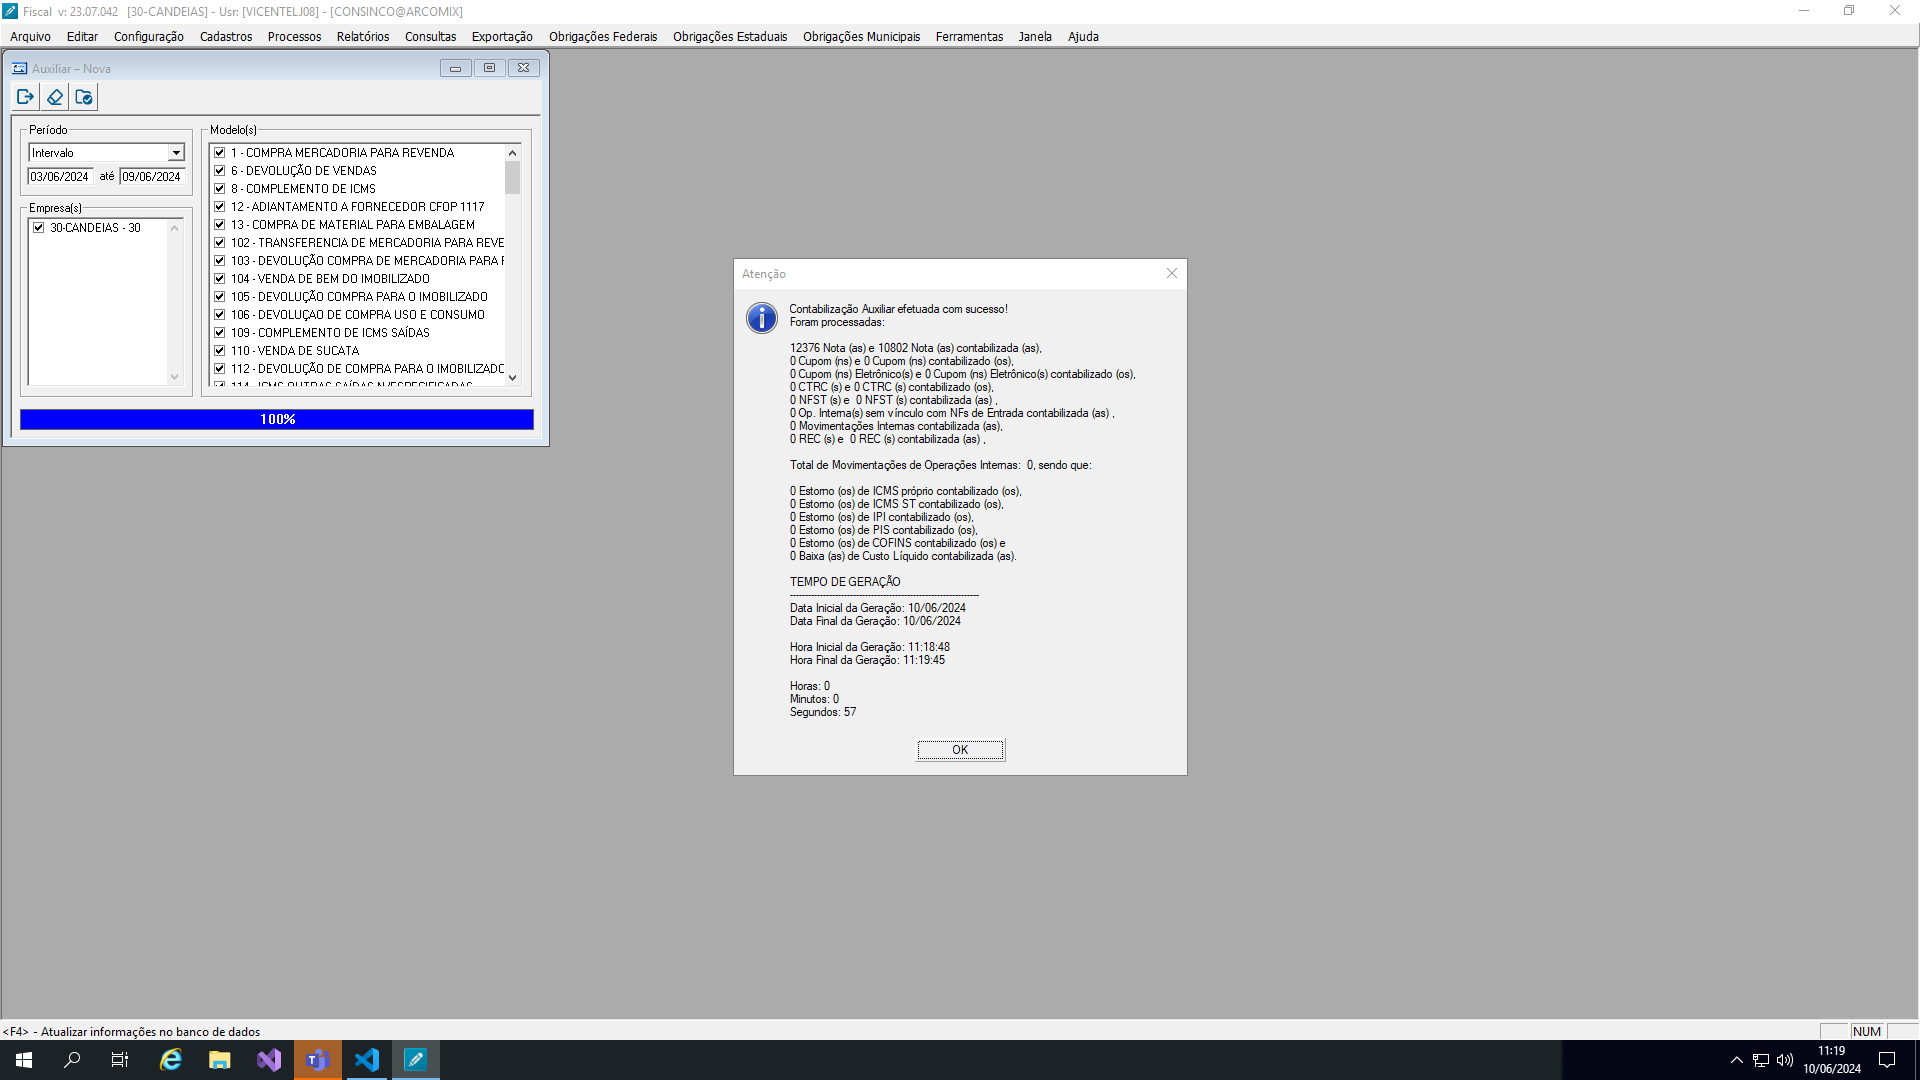 Fiscal v: 23.07.042 [30-CANDEIAS] - Usr: [VICENTELJ08] - [CONSINCO@ARCOMIX]
Arquivo Editar Configuração Cadastros Processos Relatórios Consultas Exportação Obrigações Federais Obrigações Estaduais Obrigações Municipais Ferramentas Janela Ajuda
Auxiliar – Nova
Período
Intervalo
03/06/2024 até 09/06/2024
Empresa(s)
30-CANDEIAS - 30
Modelo(s)
1 - COMPRA MERCADORIA PARA REVENDA
6 - DEVOLUÇÃO DE VENDAS
8 - COMPLEMENTO DE ICMS
12 - ADIANTAMENTO A FORNECEDOR CFOP 1117
13 - COMPRA DE MATERIAL PARA EMBALAGEM
102 - TRANSFERENCIA DE MERCADORIA PARA REVE
103 - DEVOLUÇÃO COMPRA DE MERCADORIA PARA
104 - VENDA DE BEM DO IMOBILIZADO
105 - DEVOLUÇÃO COMPRA PARA O IMOBILIZADO
106 - DEVOLUÇAO DE COMPRA USO E CONSUMO
109 - COMPLEMENTO DE ICMS SAÍDAS
110 - VENDA DE SUCATA
112 - DEVOLUÇÃO DE COMPRA PARA O IMOBILIZADO
114 - ICMS OUTRAS SAÍDAS N/ESPECIFICADAS
100%
Atenção
Contabilização Auxiliar efetuada com sucesso!
Foram processadas:
12376 Nota (as) e 10802 Nota (as) contabilizada (as),
0 Cupom (ns) e 0 Cupom (ns) contabilizado (os),
0 Cupom (ns) Eletrônico(s) e 0 Cupom (ns) Eletrônico(s) contabilizado (os),
0 CTRC (s) e 0 CTRC (s) contabilizado (os),
0 NFST (s) e 0 NFST (s) contabilizado (as) ,
0 Op. Interna(s) sem vínculo com NFs de Entrada contabilizada (as) ,
0 Movimentações Internas contabilizada (as),
0 REC (s) e 0 REC (s) contabilizada (as) ,
Total de Movimentações de Operações Internas: 0, sendo que:
0 Estorno (os) de ICMS próprio contabilizado (os),
0 Estorno (os) de ICMS ST contabilizado (os),
0 Estorno (os) de IPI contabilizado (os),
0 Estorno (os) de PIS contabilizado (os),
0 Estorno (os) de COFINS contabilizado (os) e
0 Baixa (as) de Custo Líquido contabilizada (as).
TEMPO DE GERAÇÃO
---------------------------------------------------------------
Data Inicial da Geração: 10/06/2024
Data Final da Geração: 10/06/2024
Hora Inicial da Geração: 11:18:48
Hora Final da Geração: 11:19:45
Horas: 0
Minutos: 0
Segundos: 57
OK
<F4> - Atualizar informações no banco de dados
NUM
11:19
10/06/2024